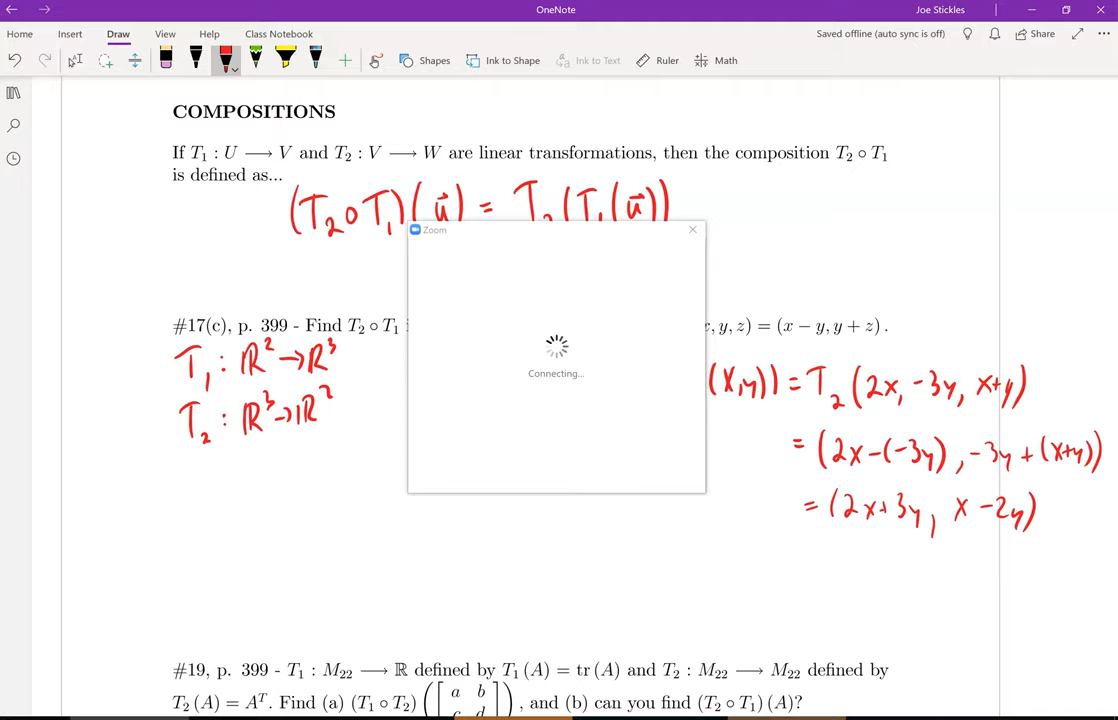 OneNote
Joe Stickles
Home Insert Draw View Help Class Notebook
Saved offline (auto sync is off) Share
Shapes Ink to Shape Ink to Text Ruler Math
COMPOSITIONS
If T₁ : U ⟶ V and T₂ : V ⟶ W are linear transformations, then the composition T₂ ∘ T₁
is defined as...
(T₂ ∘ T₁)(u⃗) = T₂(T₁(u⃗))
Zoom
Connecting...
#17(c), p. 399 - Find T₂ ∘ T₁
, y, z) = (x − y, y + z) .
T₁ : ℝ² → ℝ³
T₂ : ℝ³ → ℝ²
(x,y)) = T₂(2x, -3y, x+y)
= (2x-(-3y), -3y+(x+y))
= (2x+3y, x-2y)
#19, p. 399 - T₁ : M₂₂ ⟶ ℝ defined by T₁ (A) = tr (A) and T₂ : M₂₂ ⟶ M₂₂ defined by
T₂ (A) = Aᵀ. Find (a) (T₁ ∘ T₂) ([a b
c d]), and (b) can you find (T₂ ∘ T₁) (A)?